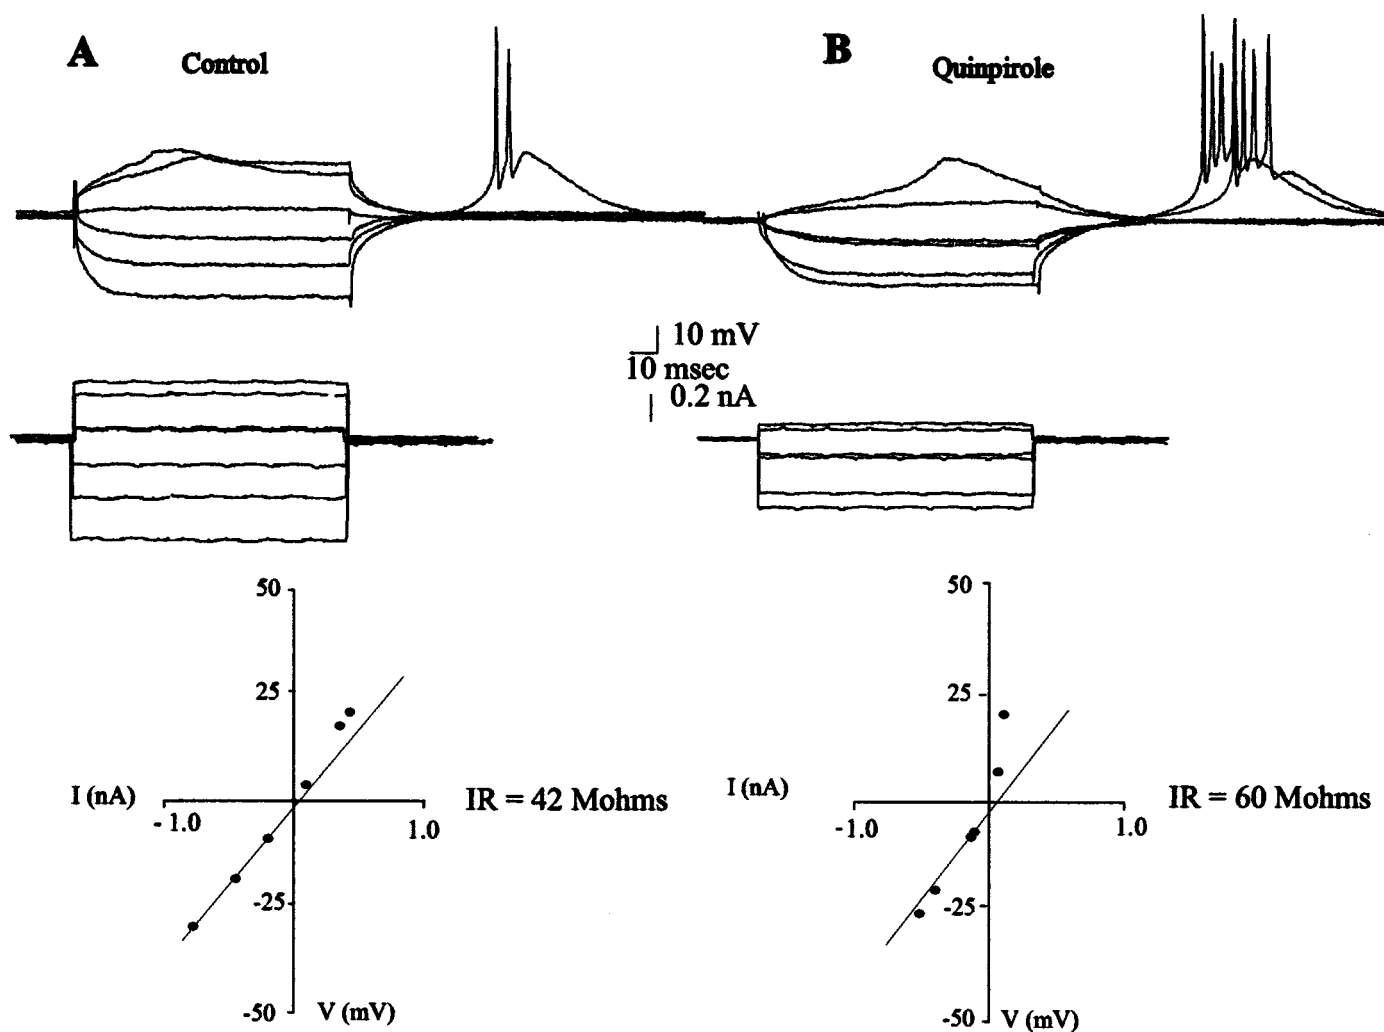 A
Control
B
Quinpirole
10 mV
10 msec
0.2 nA
50
25
I (nA)
- 1.0
1.0
IR = 42 Mohms
-25
-50
V (mV)
50
25
I (nA)
-1.0
1.0
IR = 60 Mohms
-25
-50
V (mV)